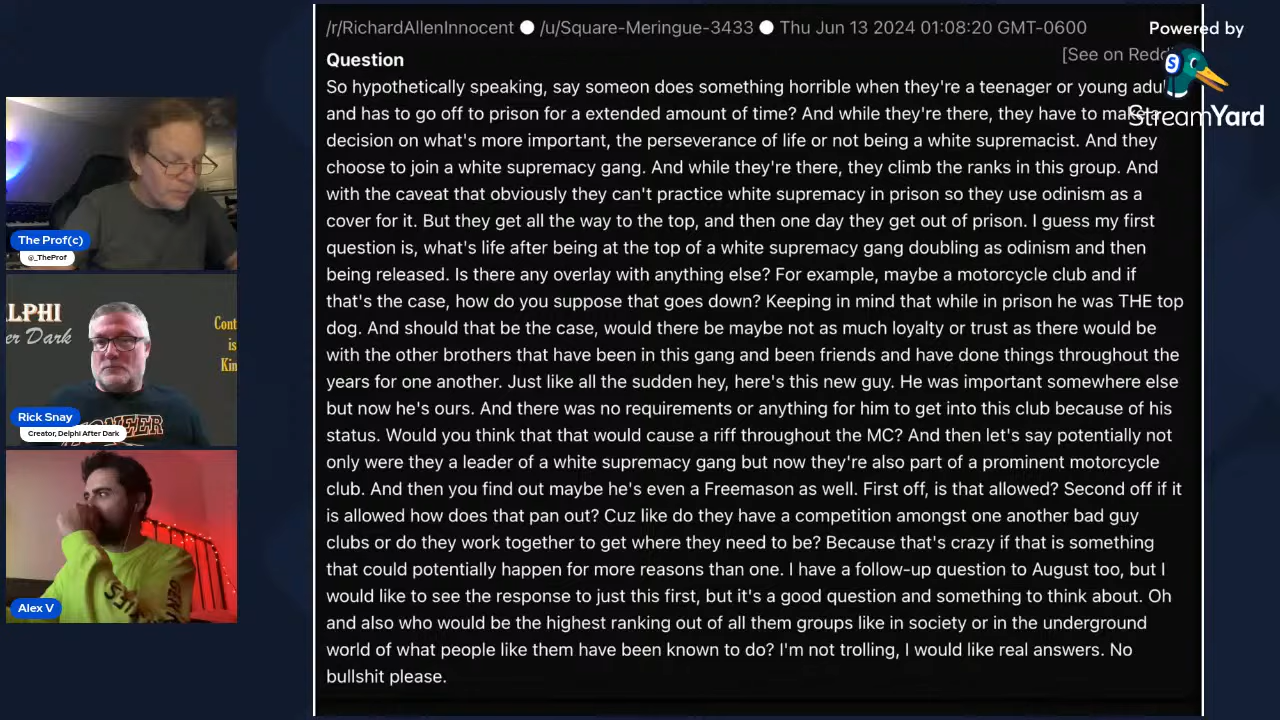 /r/RichardAllenInnocent ● /u/Square-Meringue-3433 ● Thu Jun 13 2024 01:08:20 GMT-0600
Powered by
[See on Reddi
Question
StreamYard
So hypothetically speaking, say someon does something horrible when they're a teenager or young adu
and has to go off to prison for a extended amount of time? And while they're there, they have to make a
decision on what's more important, the perseverance of life or not being a white supremacist. And they
choose to join a white supremacy gang. And while they're there, they climb the ranks in this group. And
with the caveat that obviously they can't practice white supremacy in prison so they use odinism as a
cover for it. But they get all the way to the top, and then one day they get out of prison. I guess my first
question is, what's life after being at the top of a white supremacy gang doubling as odinism and then
being released. Is there any overlay with anything else? For example, maybe a motorcycle club and if
that's the case, how do you suppose that goes down? Keeping in mind that while in prison he was THE top
dog. And should that be the case, would there be maybe not as much loyalty or trust as there would be
with the other brothers that have been in this gang and been friends and have done things throughout the
years for one another. Just like all the sudden hey, here's this new guy. He was important somewhere else
but now he's ours. And there was no requirements or anything for him to get into this club because of his
status. Would you think that that would cause a riff throughout the MC? And then let's say potentially not
only were they a leader of a white supremacy gang but now they're also part of a prominent motorcycle
club. And then you find out maybe he's even a Freemason as well. First off, is that allowed? Second off if it
is allowed how does that pan out? Cuz like do they have a competition amongst one another bad guy
clubs or do they work together to get where they need to be? Because that's crazy if that is something
that could potentially happen for more reasons than one. I have a follow-up question to August too, but I
would like to see the response to just this first, but it's a good question and something to think about. Oh
and also who would be the highest ranking out of all them groups like in society or in the underground
world of what people like them have been known to do? I'm not trolling, I would like real answers. No
bullshit please.
The Prof(c)
@_TheProf
LPHI
er Dark
Cont
is
Kin
Rick Snay
Creator, Delphi After Dark
Alex V